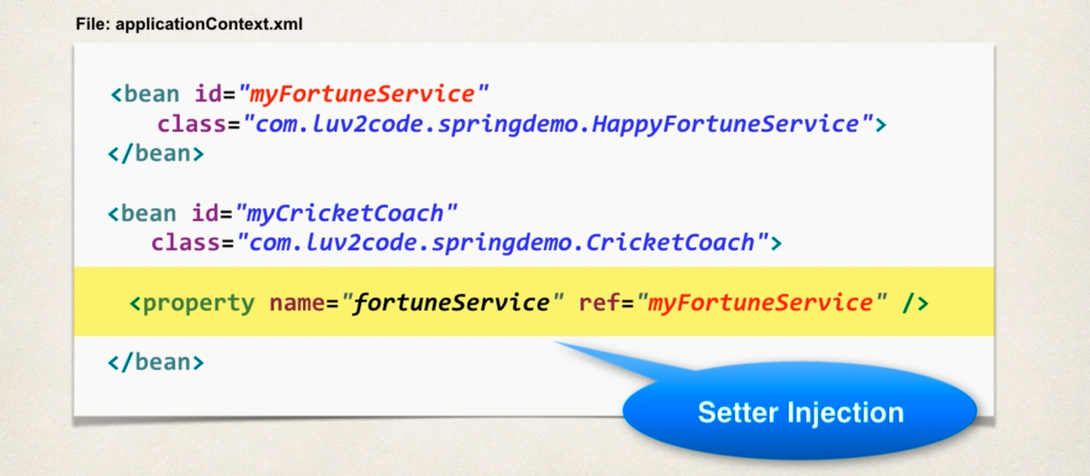 File: applicationContext.xml
<bean id="myFortuneService"
class="com.luv2code.springdemo.HappyFortuneService">
</bean>
<bean id="myCricketCoach"
class="com.luv2code.springdemo.CricketCoach">
<property name="fortuneService" ref="myFortuneService" />
</bean>
Setter Injection